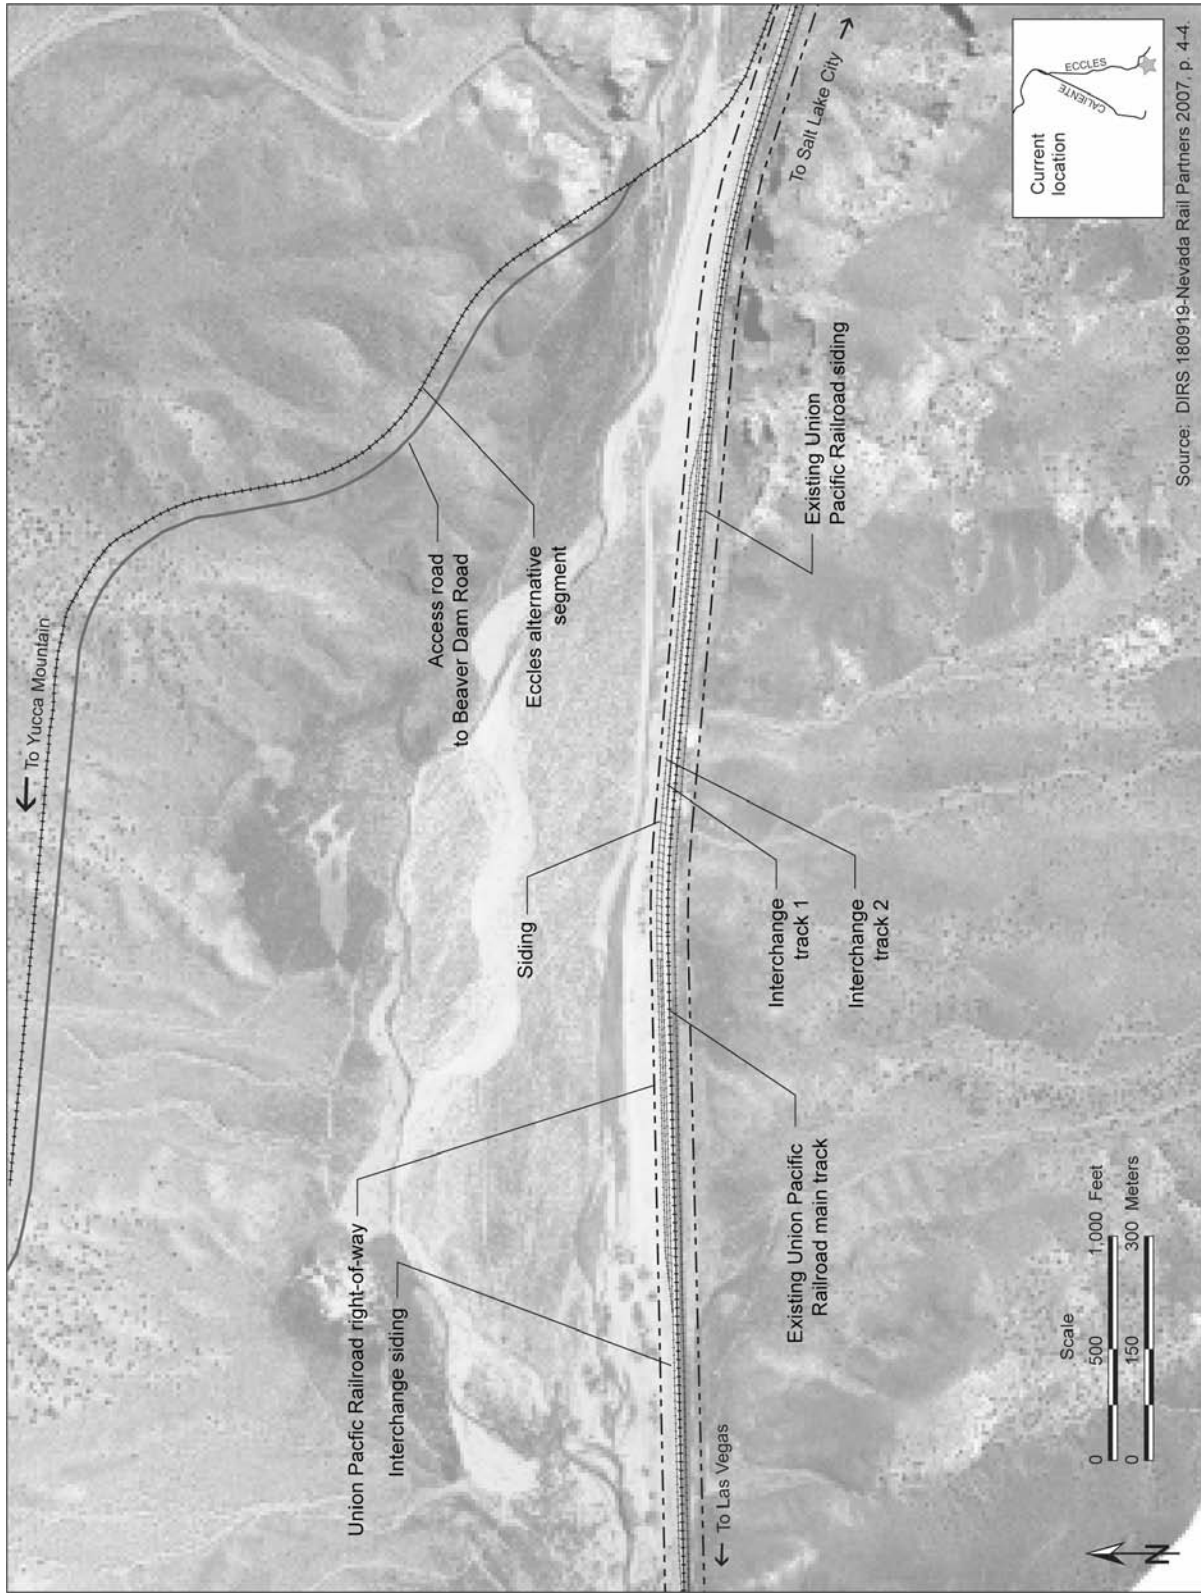 To Yucca Mountain
Access road
to Beaver Dam Road
Eccles alternative
segment
Siding
Union Pacfic Railroad right-of-way
Interchange siding
To Salt Lake City
Existing Union
Pacific Railroad siding
Interchange
track 1
Interchange
track 2
Existing Union Pacific
Railroad main track
To Las Vegas
Scale
0 500 1,000 Feet
0 150 300 Meters
N
Current
location
CALIENTE
ECCLES
Source: DIRS 180919-Nevada Rail Partners 2007, p. 4-4.